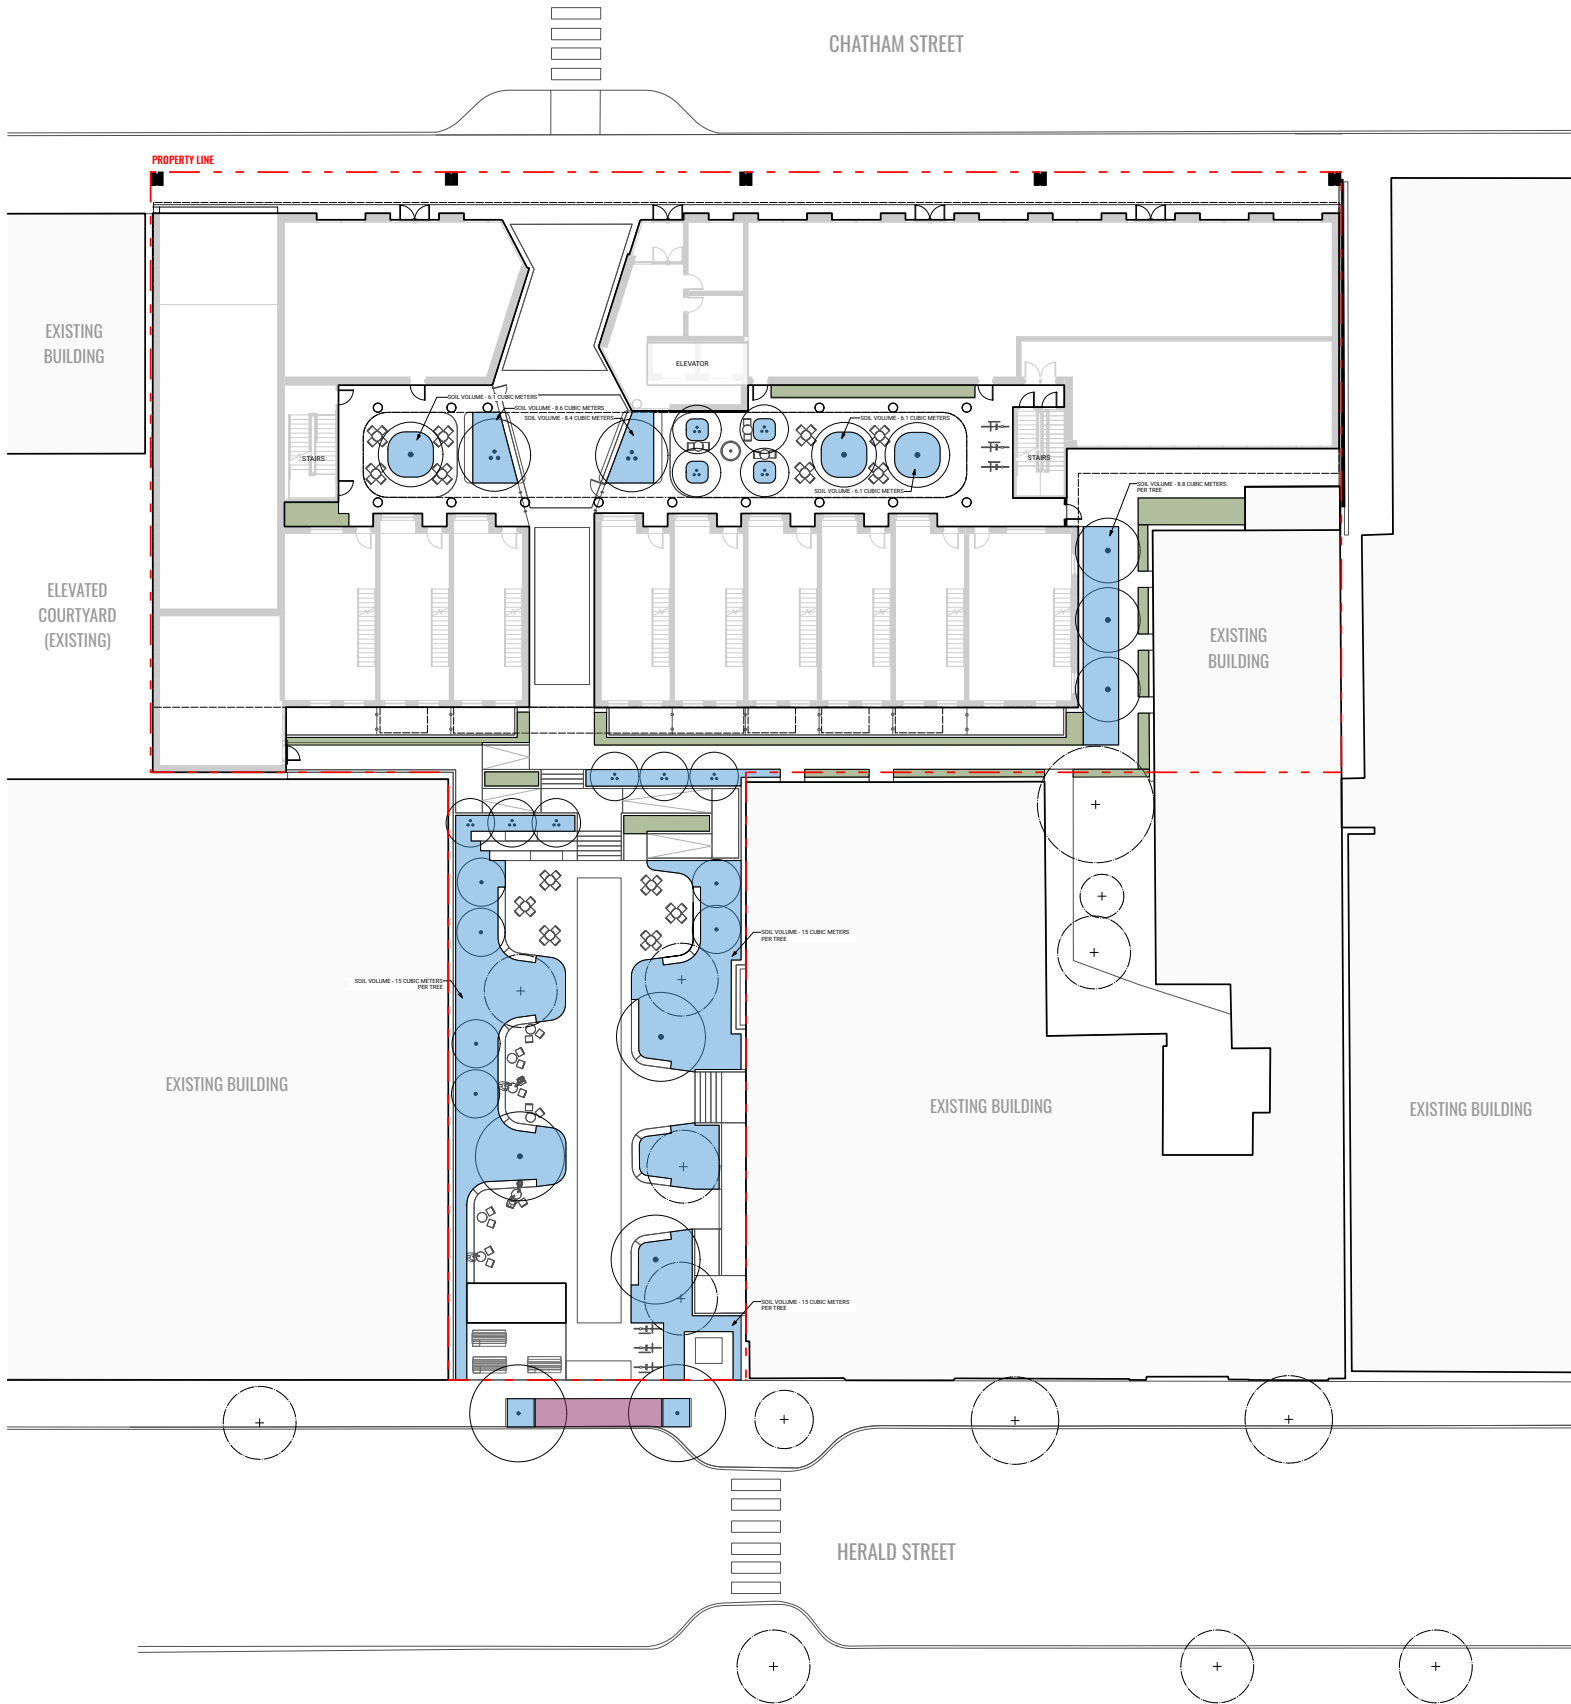 CHATHAM STREET
PROPERTY LINE
EXISTING
BUILDING
ELEVATOR
SOIL VOLUME - 6.1 CUBIC METERS
SOIL VOLUME - 8.6 CUBIC METERS
SOIL VOLUME - 8.4 CUBIC METERS
SOIL VOLUME - 6.1 CUBIC METERS
STAIRS
STAIRS
SOIL VOLUME - 6.1 CUBIC METERS
SOIL VOLUME - 8.8 CUBIC METERS
PER TREE
ELEVATED
COURTYARD
(EXISTING)
EXISTING
BUILDING
SOIL VOLUME - 15 CUBIC METERS
PER TREE
SOIL VOLUME - 15 CUBIC METERS
PER TREE
EXISTING BUILDING
EXISTING BUILDING
EXISTING BUILDING
SOIL VOLUME - 15 CUBIC METERS
PER TREE
HERALD STREET